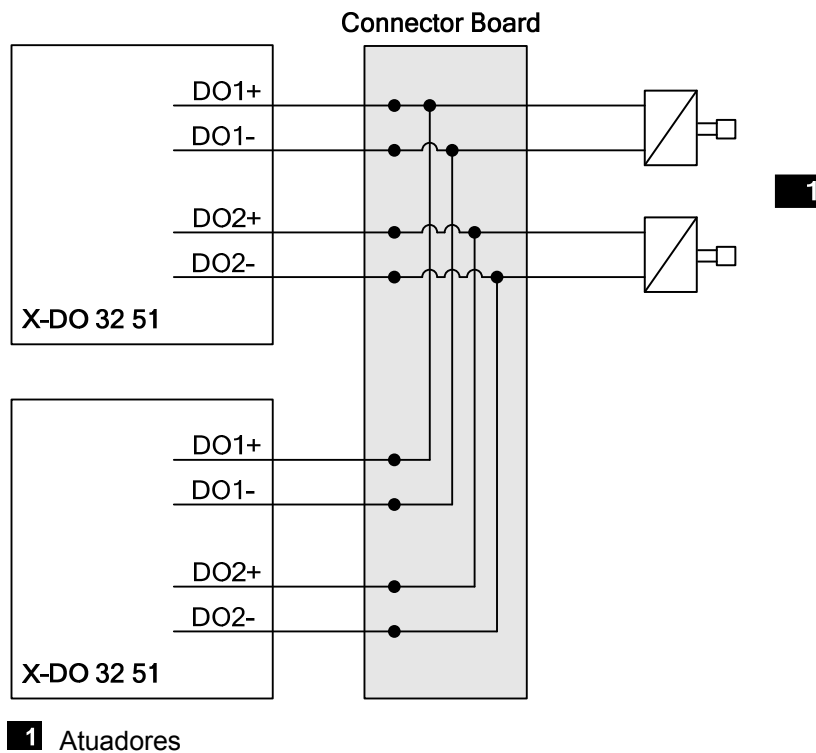 Connector Board
DO1+
DO1-
DO2+
DO2-
X-DO 32 51
1
DO1+
DO1-
DO2+
DO2-
X-DO 32 51
1 Atuadores